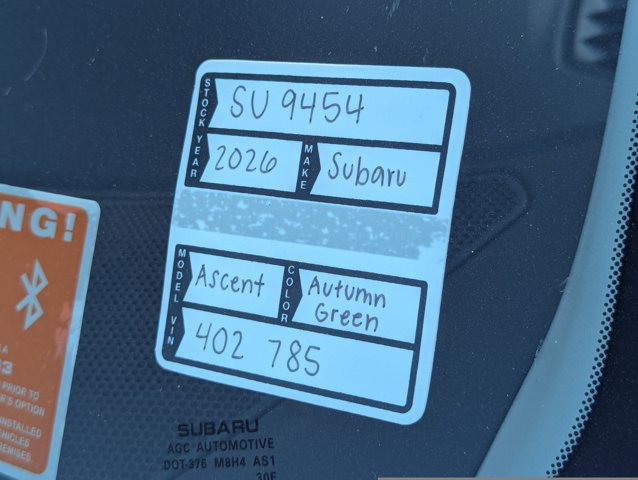 STOCK SU 9454
YEAR 2026 MAKE Subaru
MODEL Ascent COLOR Autumn Green
VIN 402 785
NG!
3
PRIOR TO
R'S OPTION
INSTALLED
EHICLES
REMISES.
SUBARU
AGC AUTOMOTIVE
DOT-376 M8H4 AS1